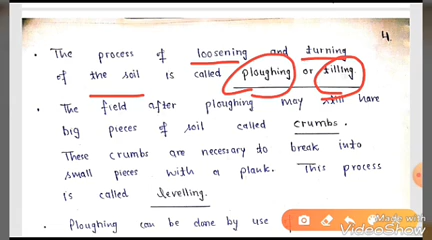 4.
• The process of loosening and turning
of the soil is called ploughing or tilling.
• The field after ploughing may still have
big pieces of soil called crumbs.
These crumbs are necessary to break into
small pieces with a plank. This process
is called levelling.
• Ploughing can be done by use
Made with
VideoShow